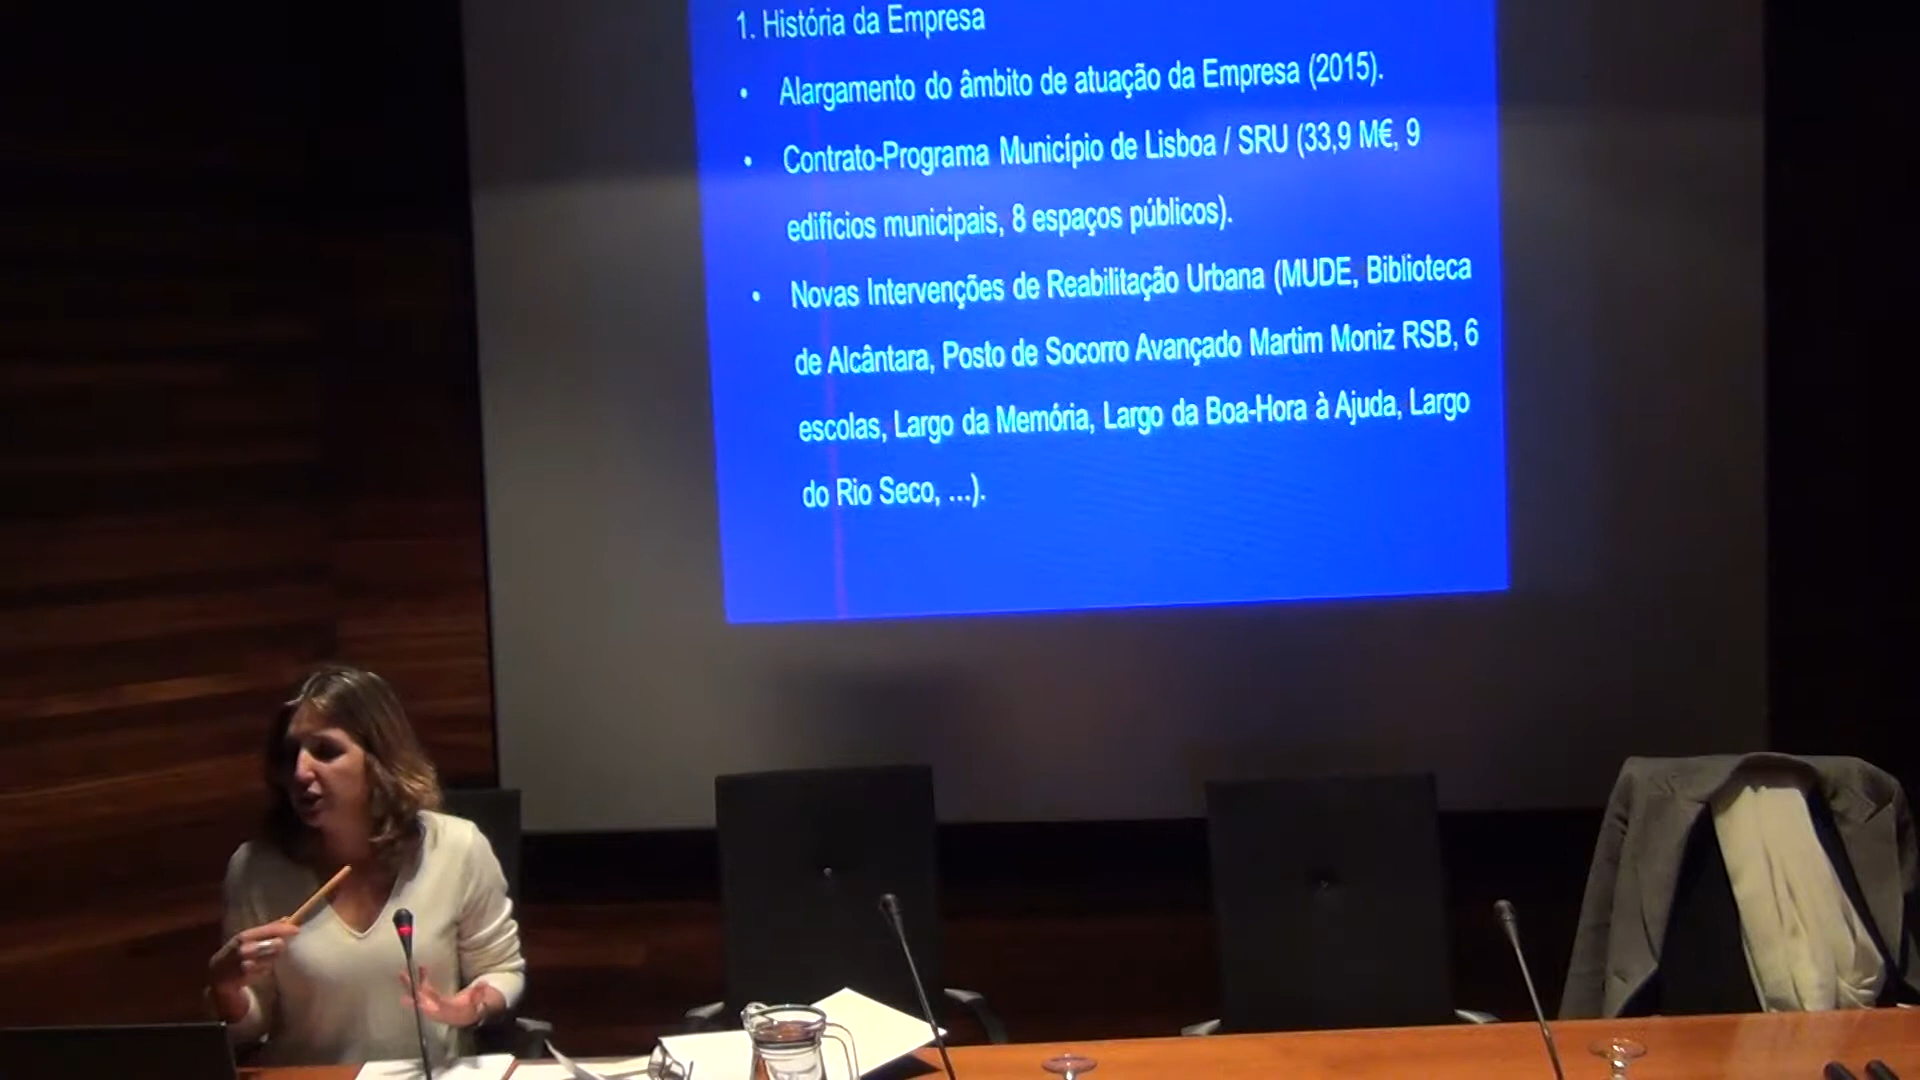 1. História da Empresa
• Alargamento do âmbito de atuação da Empresa (2015).
• Contrato-Programa Município de Lisboa / SRU (33,9 M€, 9
edifícios municipais, 8 espaços públicos).
• Novas Intervenções de Reabilitação Urbana (MUDE, Biblioteca
de Alcântara, Posto de Socorro Avançado Martim Moniz RSB, 6
escolas, Largo da Memória, Largo da Boa-Hora à Ajuda, Largo
do Rio Seco, ...).